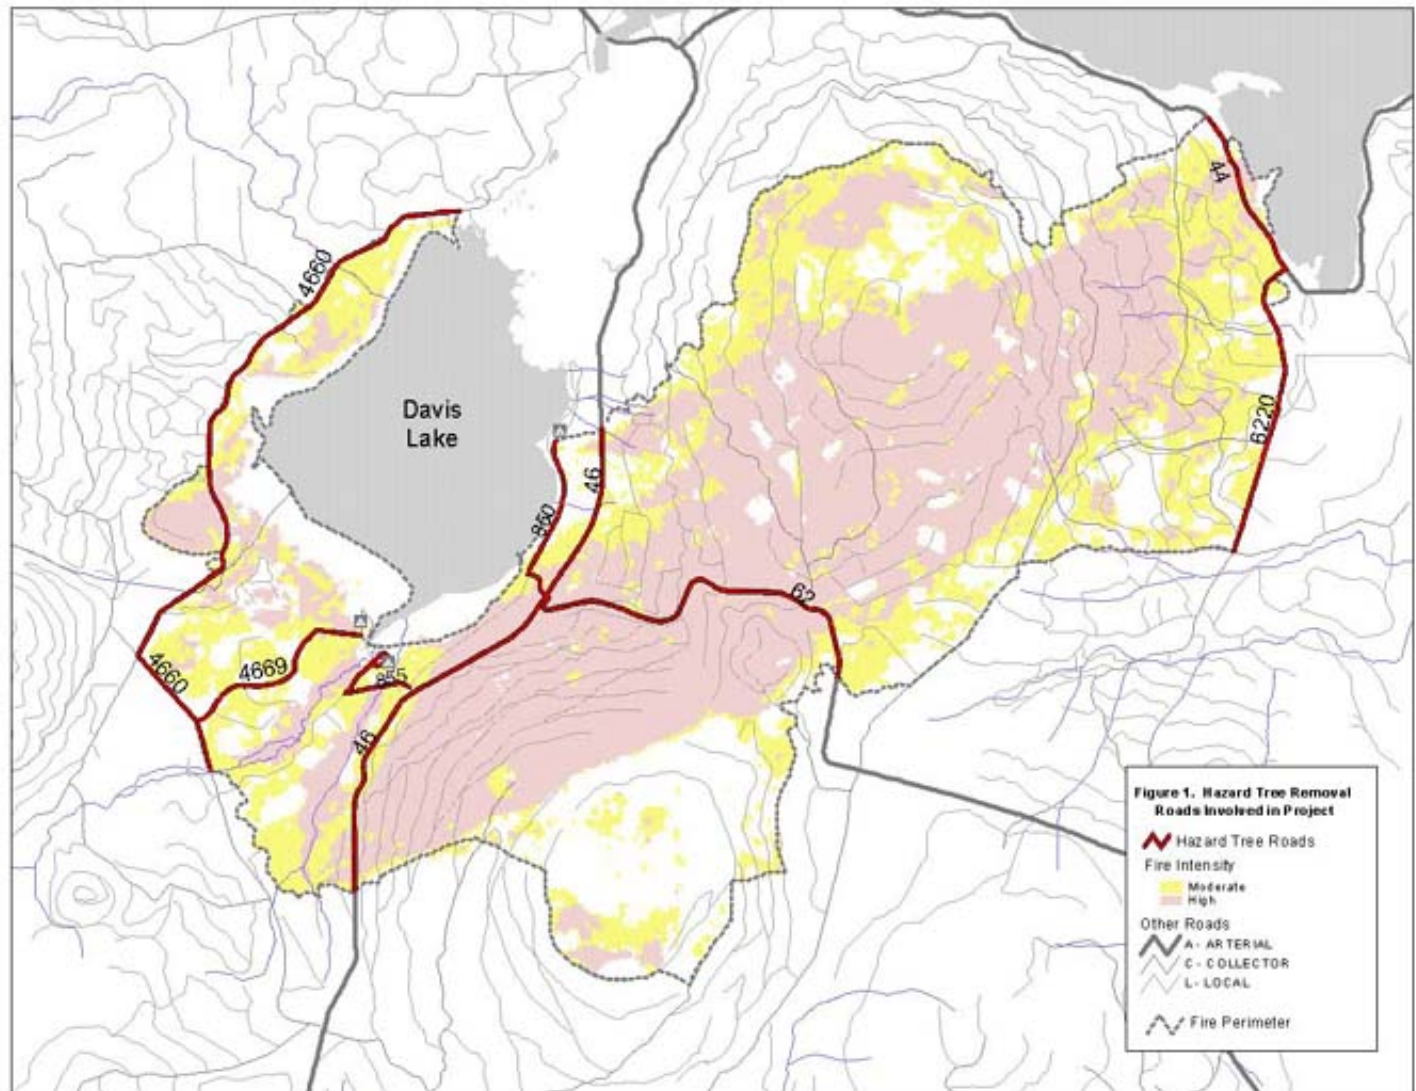 44
4660
Davis
Lake
6220
46
860
62
4660
4669
855
46
Figure 1. Hazard Tree Removal
Roads Involved in Project
Hazard Tree Roads
Fire Intensity
Moderate
High
Other Roads
A - ARTERIAL
C - COLLECTOR
L - LOCAL
Fire Perimeter